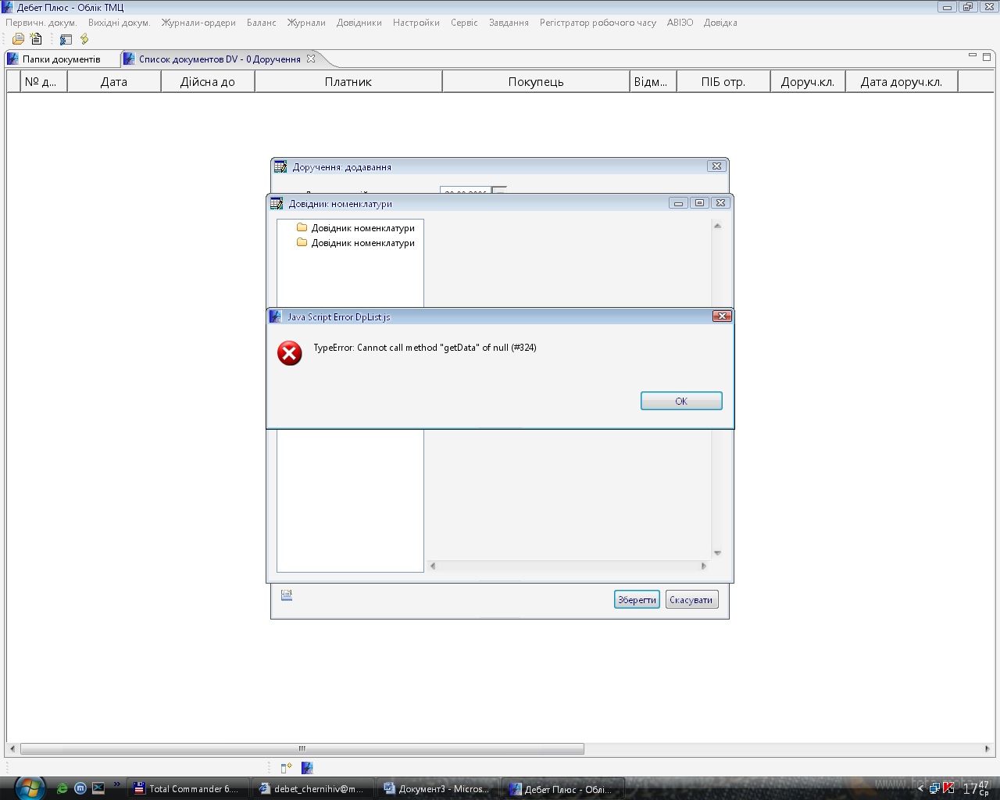 Дебет Плюс - Облік ТМЦ
Первичн. докум. Вихідні докум. Журнали-ордери Баланс Журнали Довідники Настройки Сервіс Завдання Регістратор робочого часу АВІЗО Довідка
Папки документів Список документов DV - 0 Доручення
№ д... Дата Дійсна до Платник Покупець Відм... ПІБ отр. Доруч.кл. Дата доруч.кл.
Доручення: додавання
Довідник номенклатури
Довідник номенклатури
Довідник номенклатури
Java Script Error DpList.js
TypeError: Cannot call method "getData" of null (#324)
OK
Зберегти Скасувати
Total Commander 6.... debet_chernihiv@m... Документ3 - Micros... Дебет Плюс - Облі... 17 47
Ср